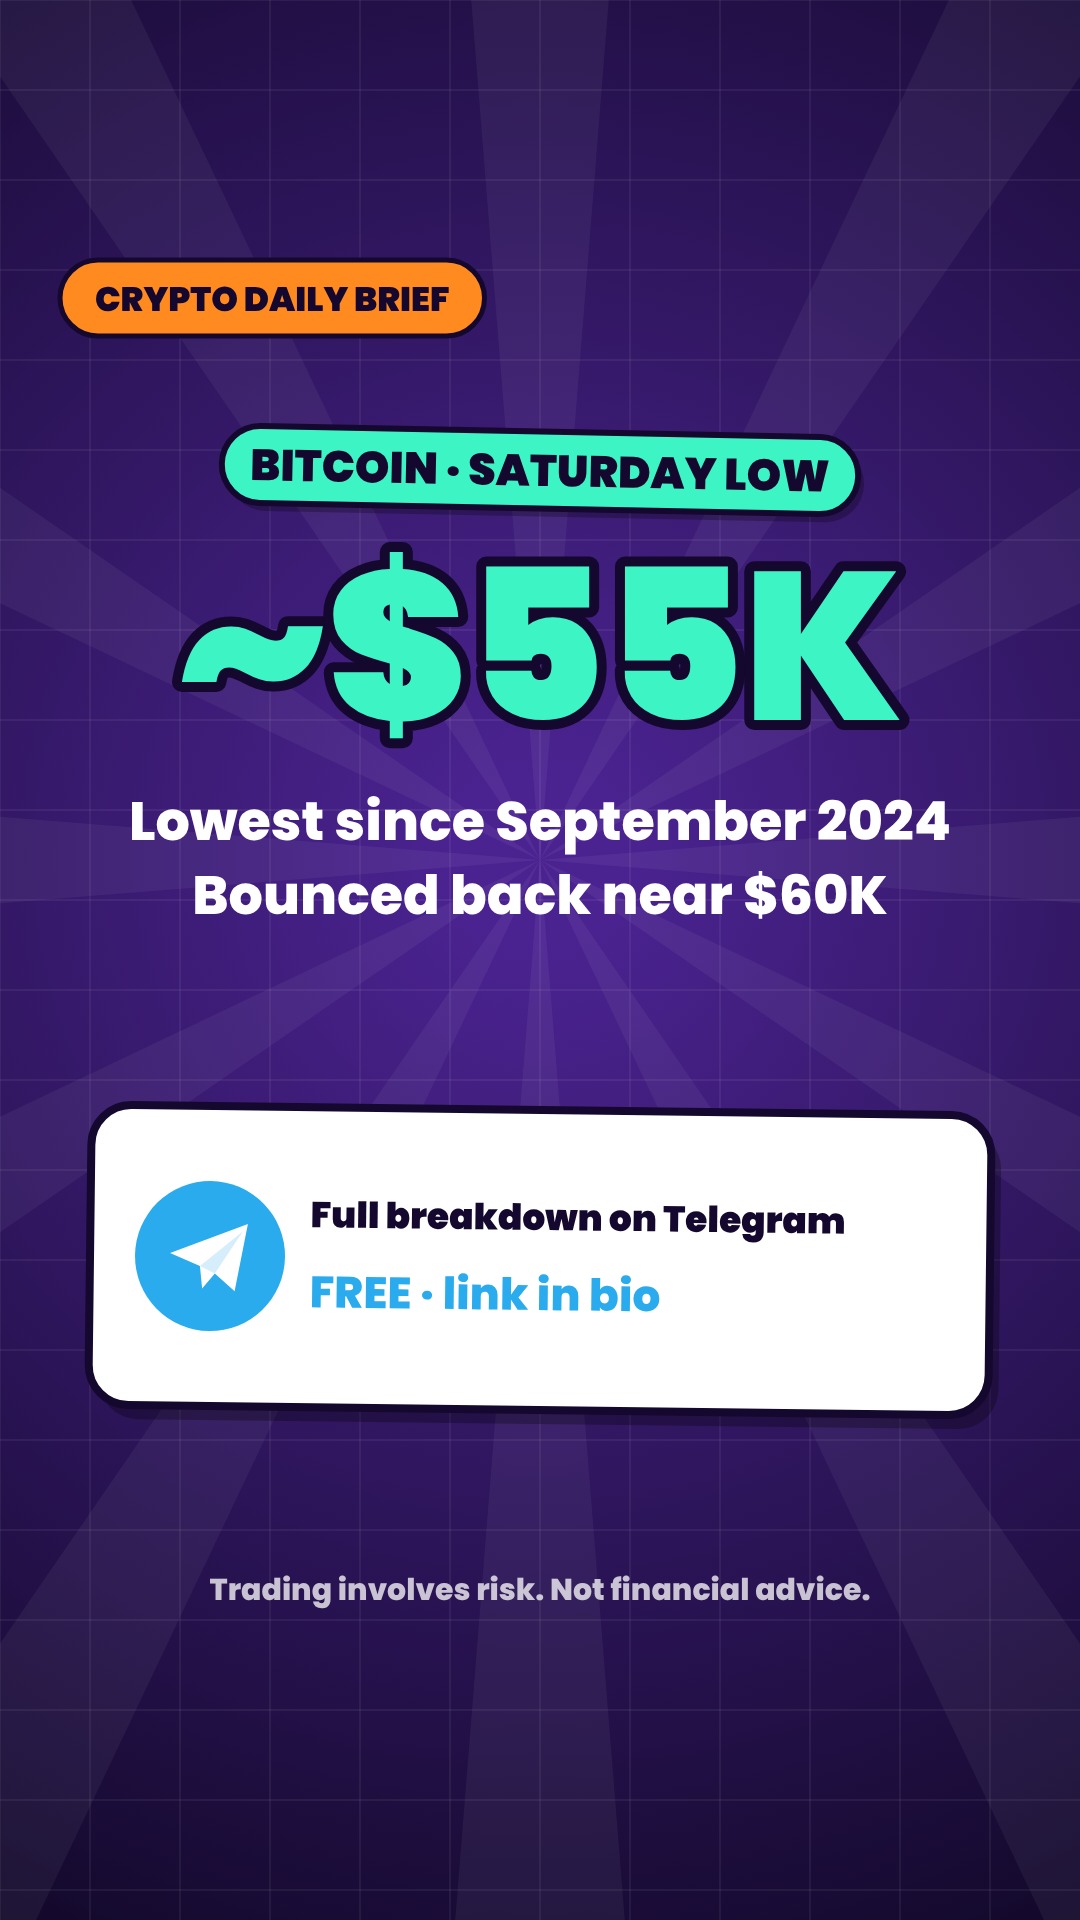 CRYPTO DAILY BRIEF
BITCOIN · SATURDAY LOW
~$55K
Lowest since September 2024
Bounced back near $60K
Full breakdown on Telegram
FREE · link in bio
Trading involves risk. Not financial advice.